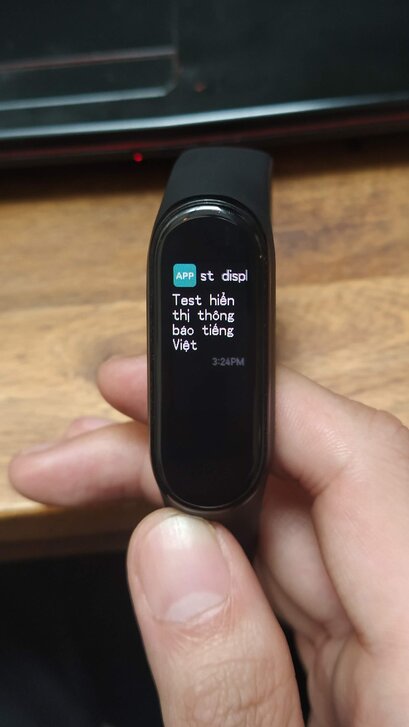 APP st displ
Test hiển
thị thông
báo tiếng
Việt
3:24PM